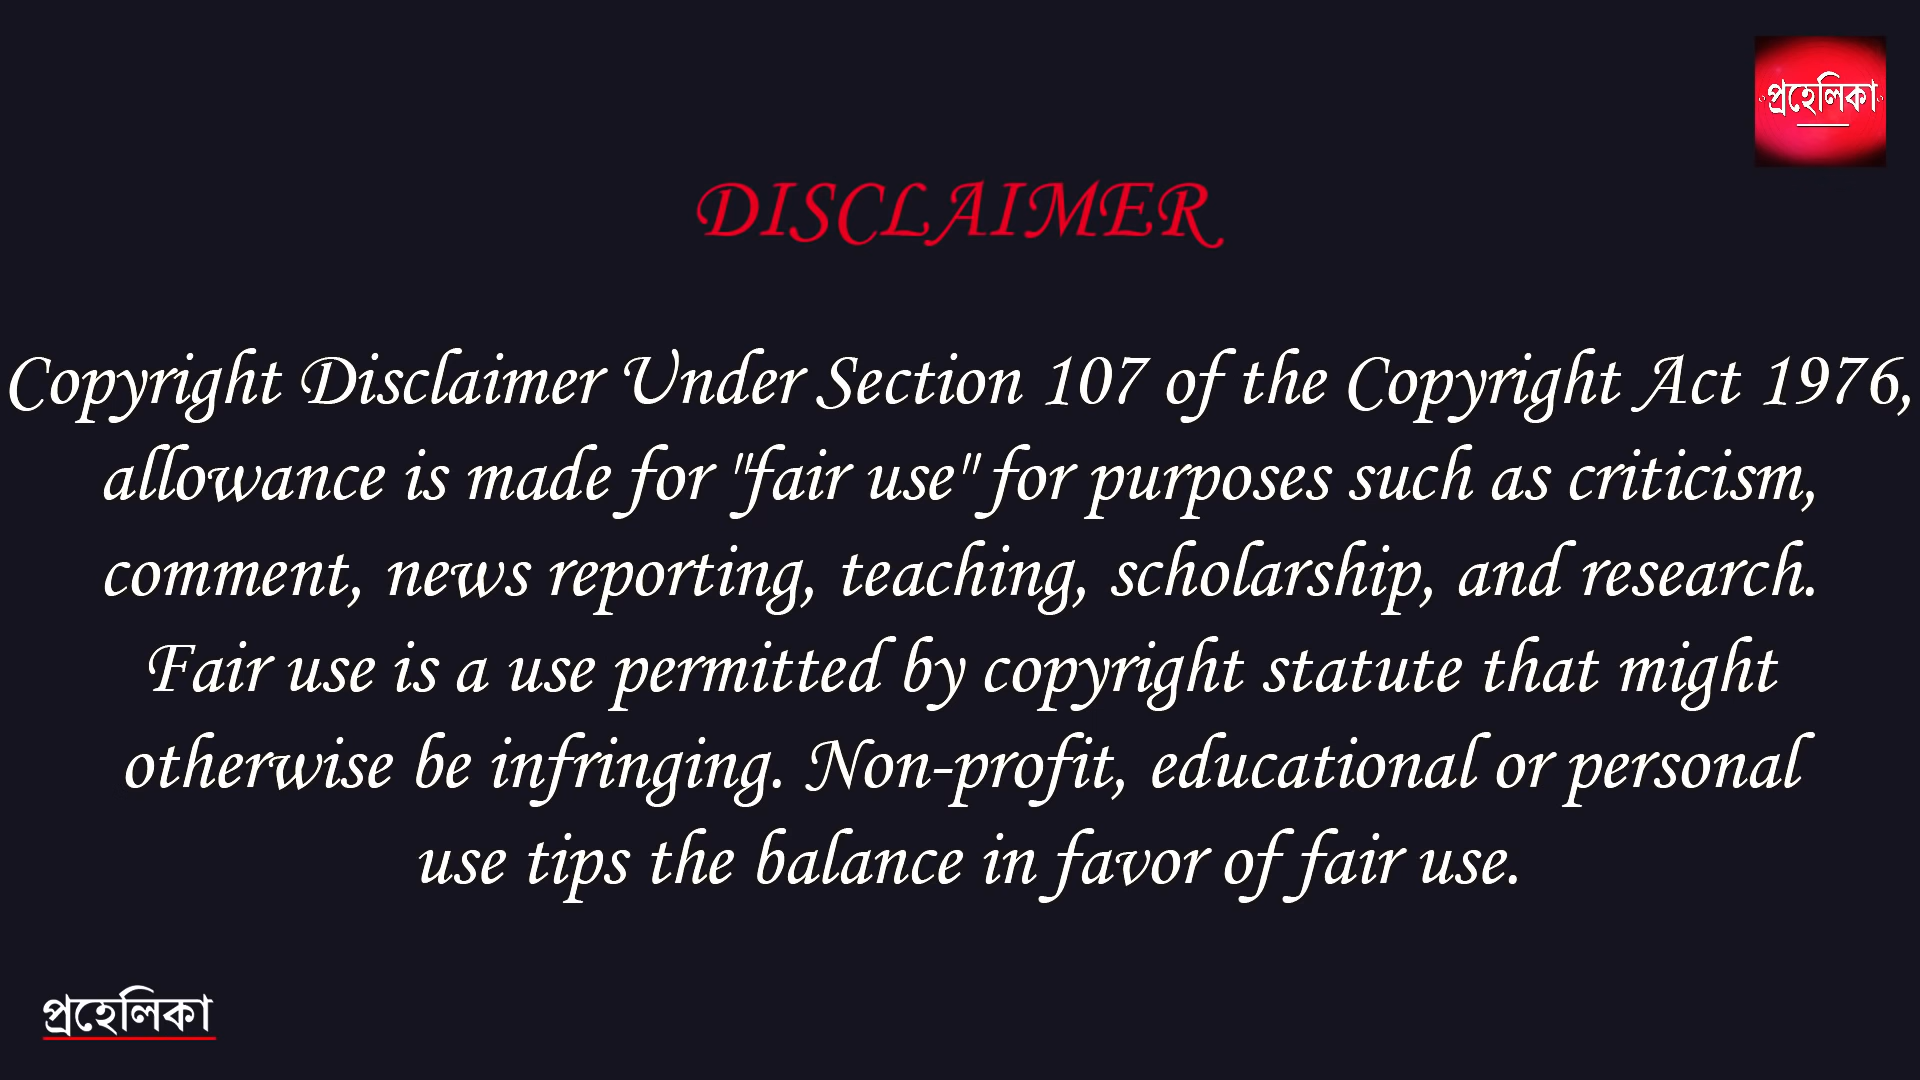 প্রহেলিকা
DISCLAIMER
Copyright Disclaimer Under Section 107 of the Copyright Act 1976,
allowance is made for "fair use" for purposes such as criticism,
comment, news reporting, teaching, scholarship, and research.
Fair use is a use permitted by copyright statute that might
otherwise be infringing. Non-profit, educational or personal
use tips the balance in favor of fair use.
প্রহেলিকা